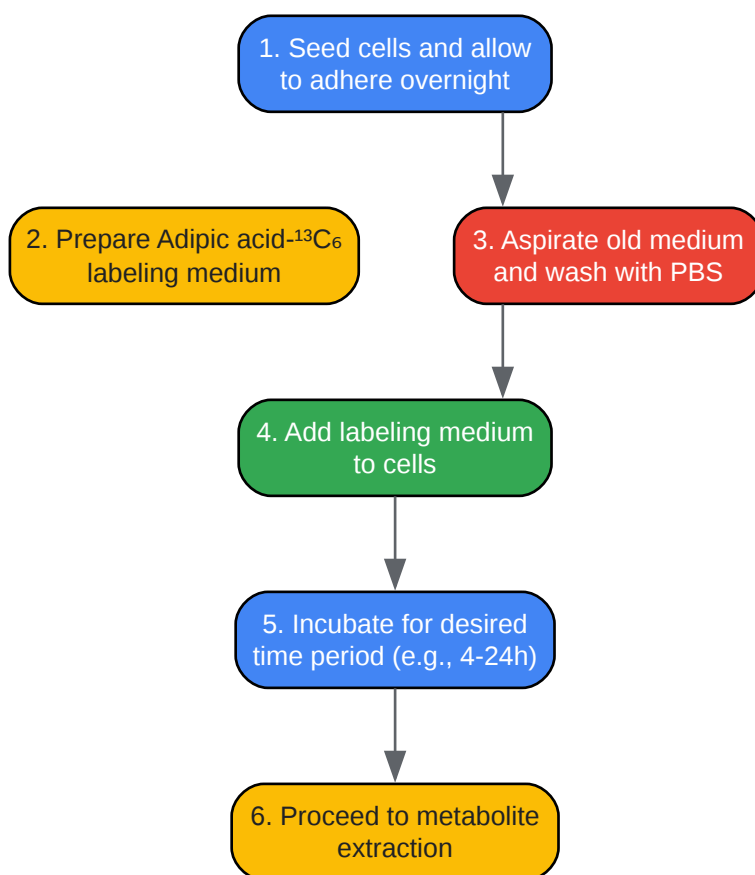 1. Seed cells and allow
to adhere overnight
2. Prepare Adipic acid-¹³C₆
labeling medium
3. Aspirate old medium
and wash with PBS
4. Add labeling medium
to cells
5. Incubate for desired
time period (e.g., 4-24h)
6. Proceed to metabolite
extraction